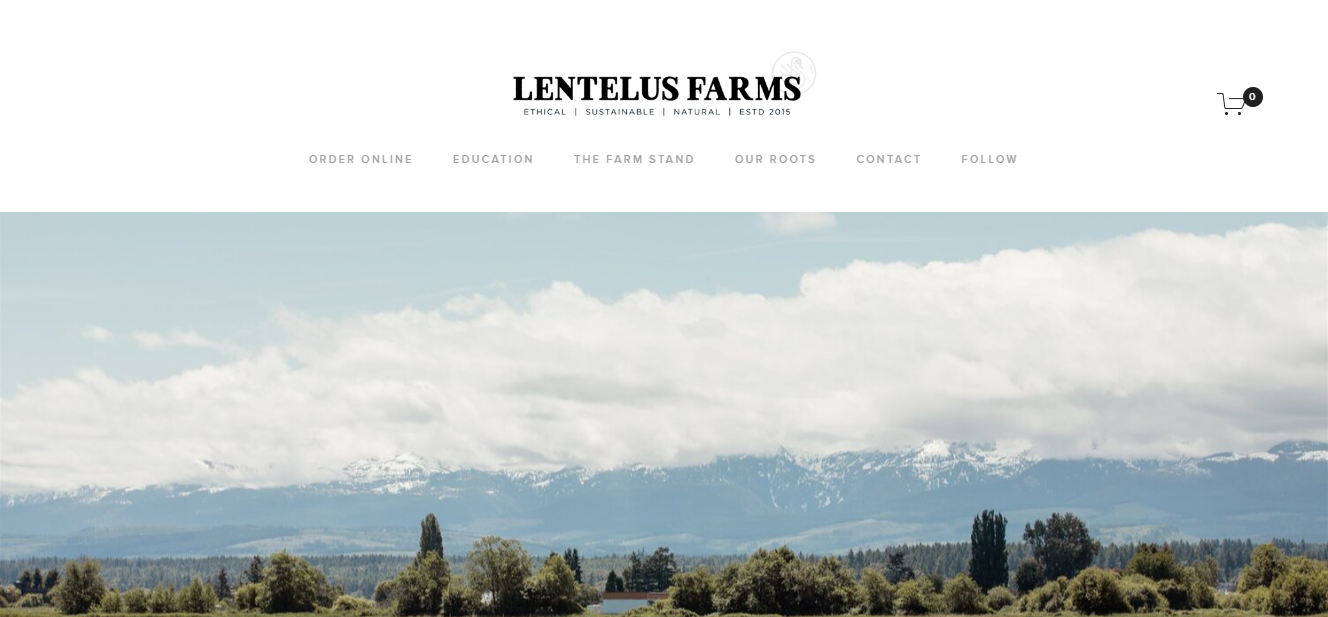 LENTELUS FARMS
ETHICAL | SUSTAINABLE | NATURAL | ESTD 2015
0
ORDER ONLINE EDUCATION THE FARM STAND OUR ROOTS CONTACT FOLLOW